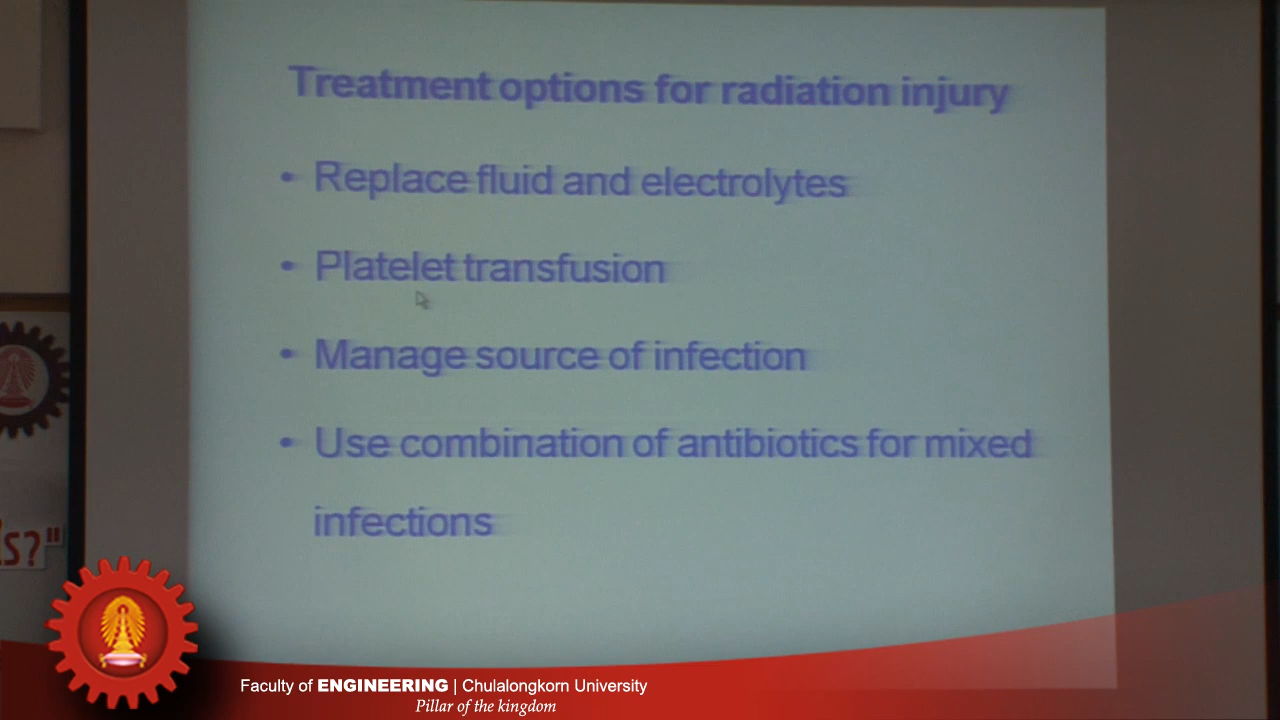 Treatment options for radiation injury
• Replace fluid and electrolytes
• Platelet transfusion
• Manage source of infection
• Use combination of antibiotics for mixed
infections
Faculty of ENGINEERING | Chulalongkorn University
Pillar of the kingdom